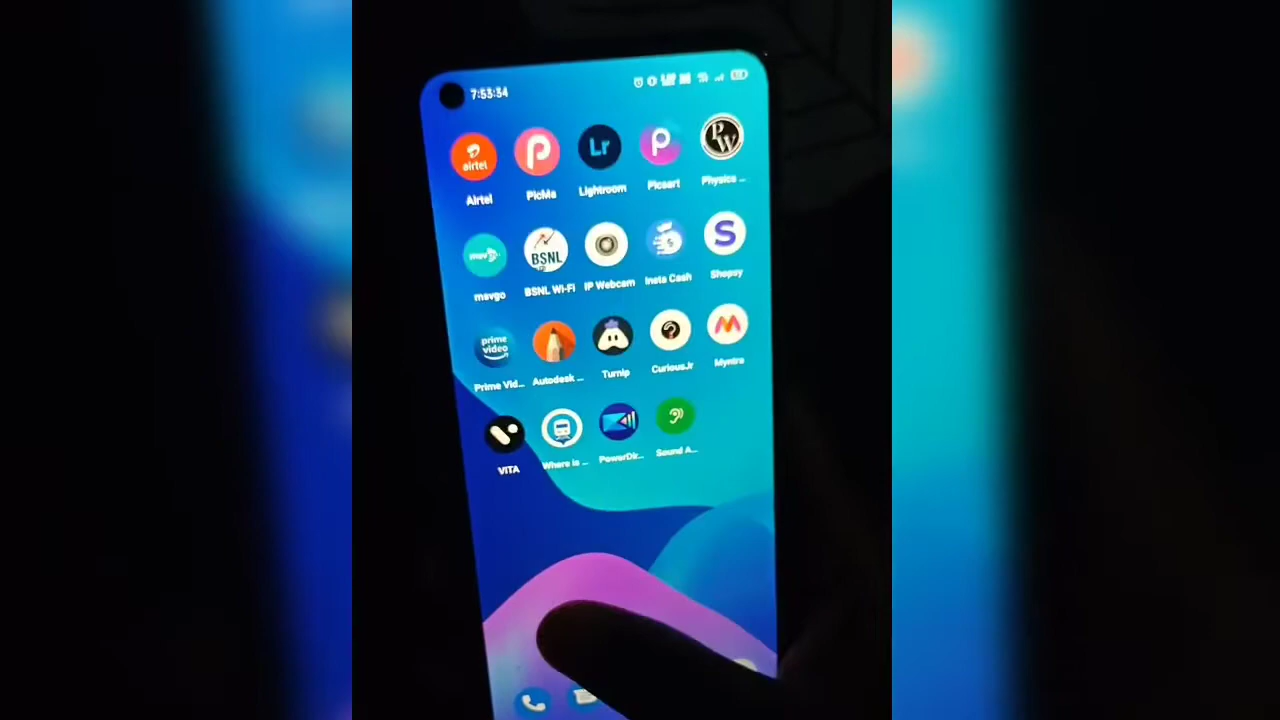 7:53:54
airtel
Lr
P
PW
Airtel
PicMa
Lightroom
Picsart
Physics ...
BSNL
S
mavgo
BSNL Wi-Fi
IP Webcam
Insta Cash
Shopsy
prime
video
Prime Vid...
Autodesk ...
Turnip
CuriousJr
Myntra
VITA
Where is ...
PowerDir...
Sound A...